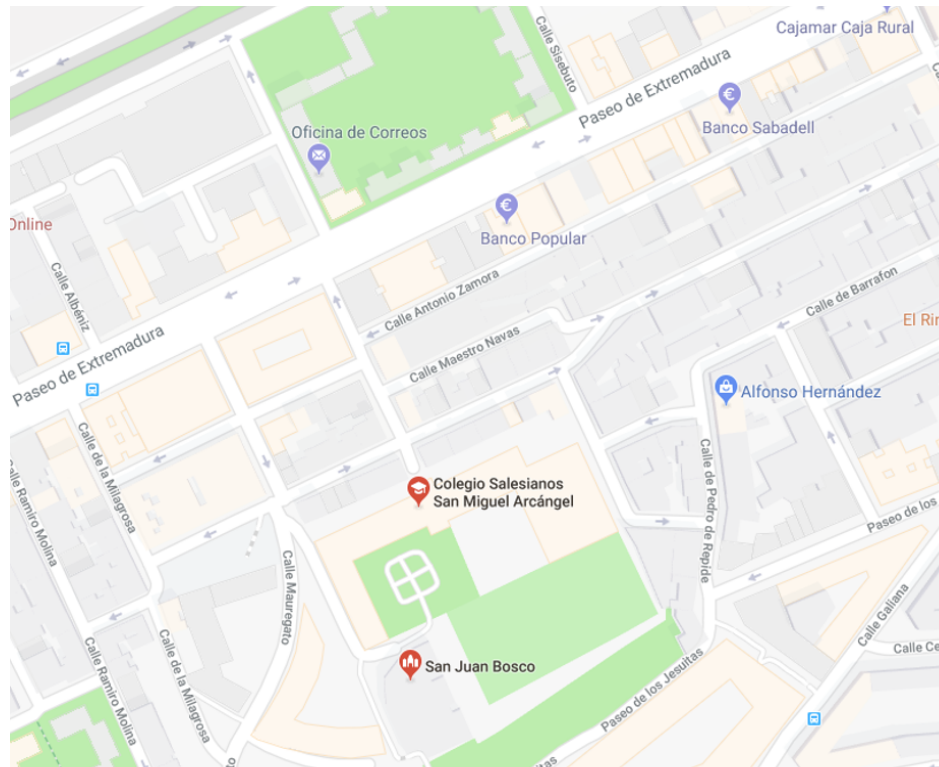 Cajamar Caja Rural
Calle Sisebuto
Paseo de Extremadura
Banco Sabadell
Oficina de Correos
Online
Banco Popular
Calle Albéniz
Calle Antonio Zamora
Calle de Barrafon
El Rin
Calle Maestro Navas
Paseo de Extremadura
Alfonso Hernández
Calle de la Milagrosa
Calle Ramiro Molina
Colegio Salesianos
San Miguel Arcángel
Calle de Pedro de Repide
Paseo de los
Calle Mauregato
Calle Galiana
Calle Ce
San Juan Bosco
Calle de la Milagrosa
Calle Ramiro Molina
Paseo de los Jesuitas
uitas